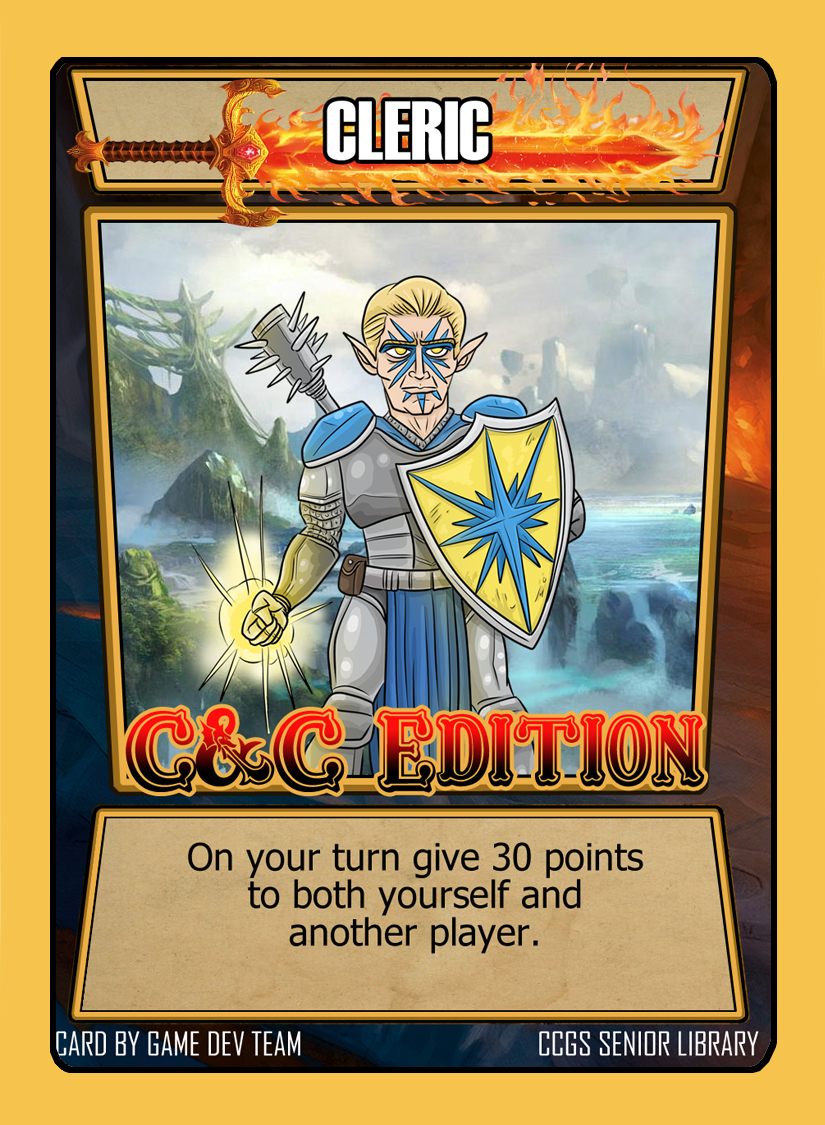 CLERIC
C&C EDITION
On your turn give 30 points
to both yourself and
another player.
CARD BY GAME DEV TEAM
CCGS SENIOR LIBRARY